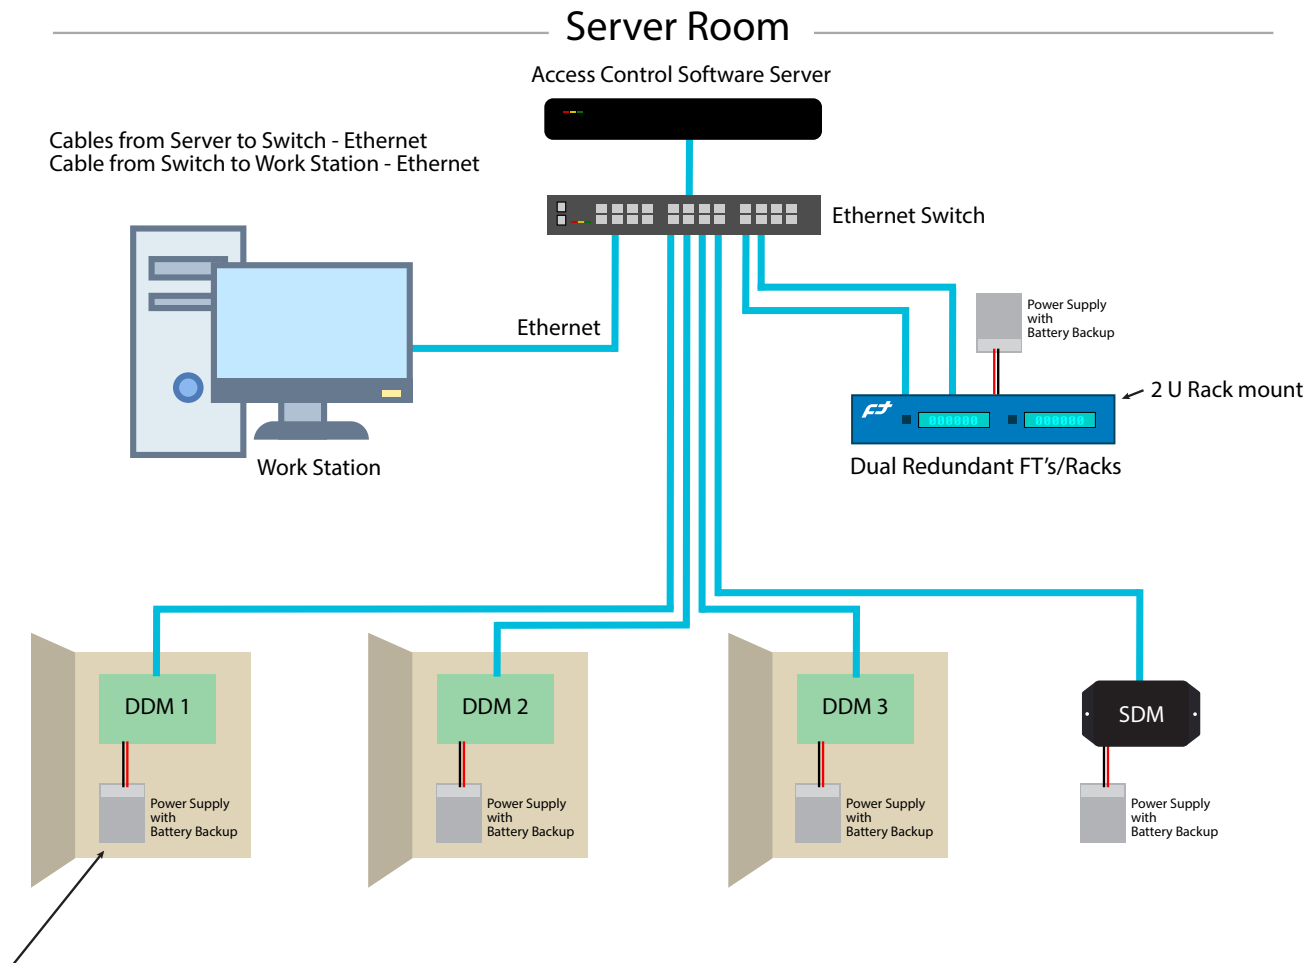 Server Room
Access Control Software Server
Cables from Server to Switch - Ethernet
Cable from Switch to Work Station - Ethernet
Ethernet Switch
Ethernet
Power Supply
with
Battery Backup
2 U Rack mount
FT
000000
000000
Work Station
Dual Redundant FT's/Racks
DDM 1
DDM 2
DDM 3
SDM
Power Supply
with
Battery Backup
Power Supply
with
Battery Backup
Power Supply
with
Battery Backup
Power Supply
with
Battery Backup